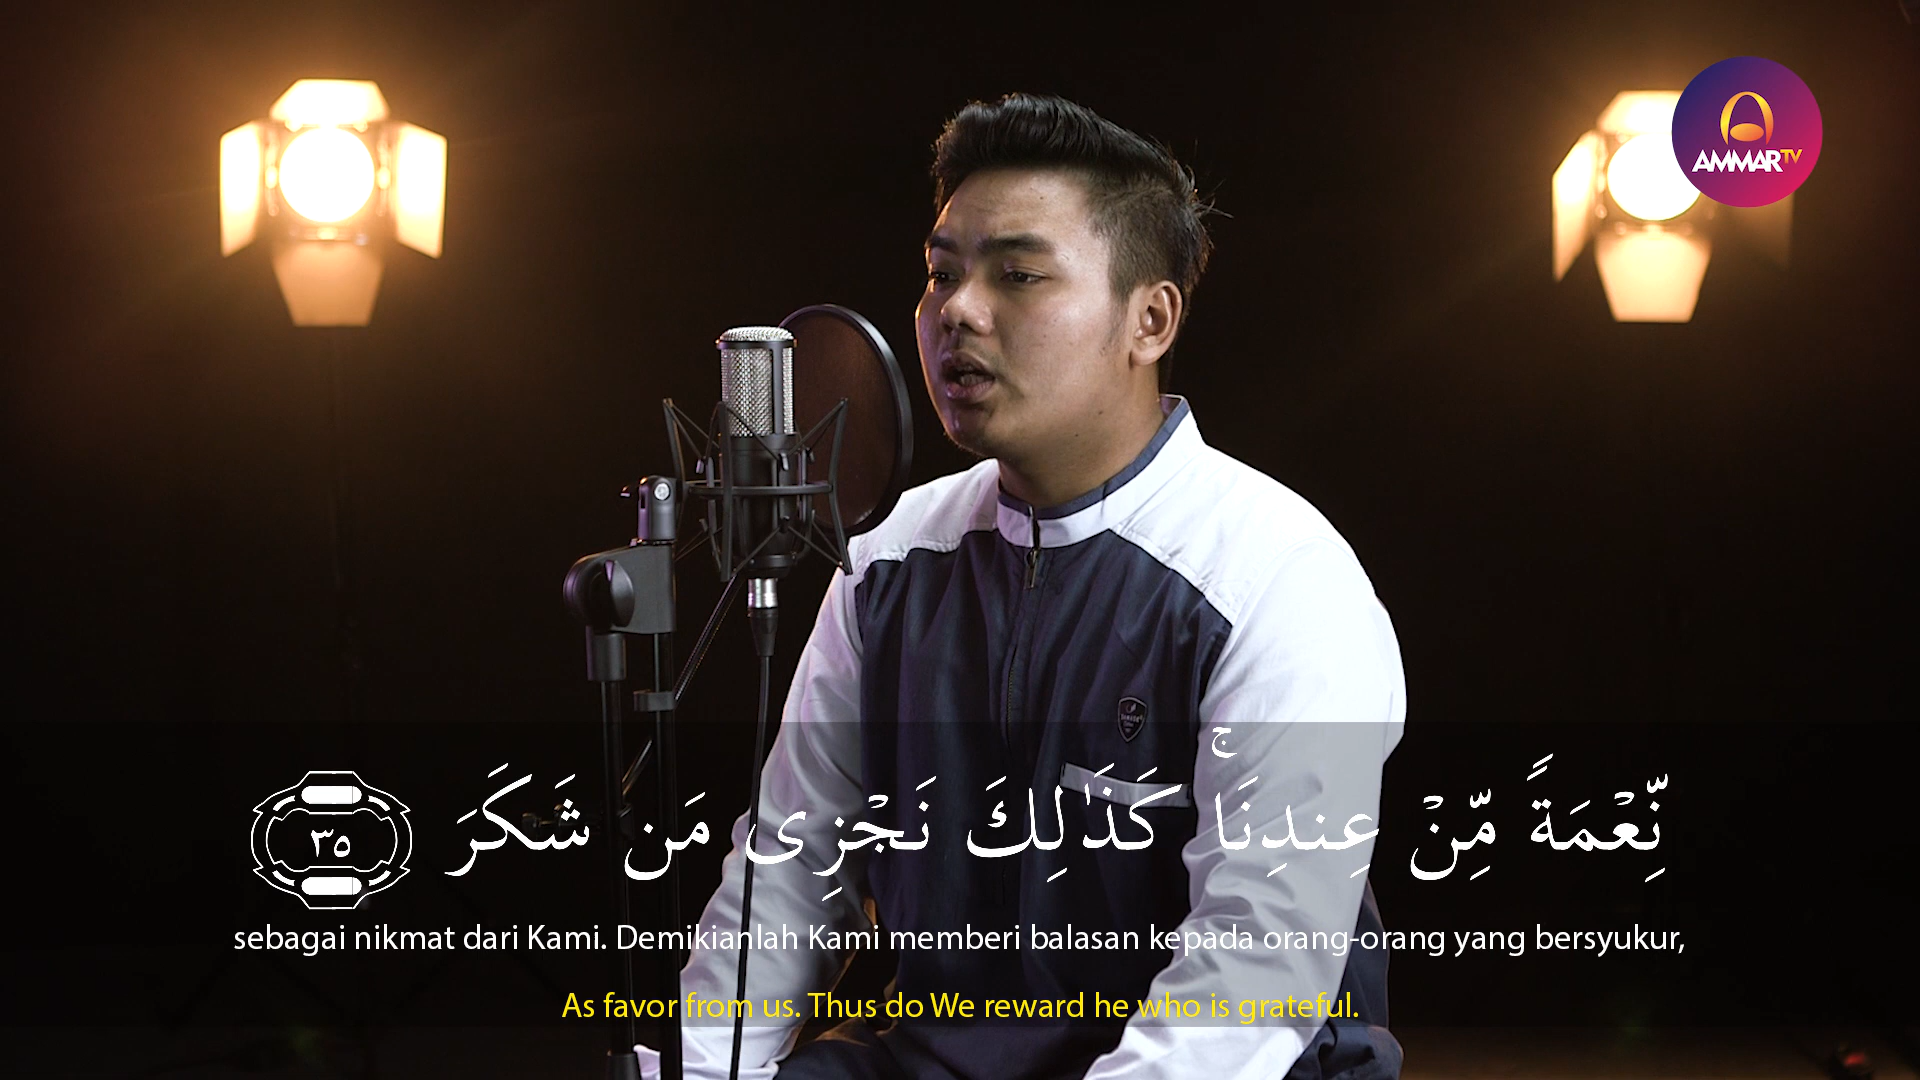 AMMARTV
نِّعْمَةً مِّنْ عِندِنَاۚ كَذَٰلِكَ نَجْزِى مَن شَكَرَ ٣٥
sebagai nikmat dari Kami. Demikianlah Kami memberi balasan kepada orang-orang yang bersyukur,
As favor from us. Thus do We reward he who is grateful.